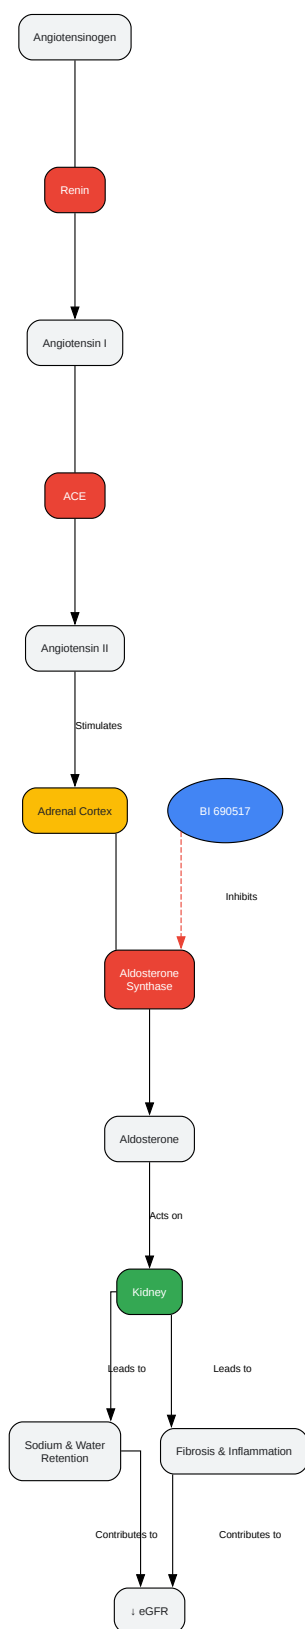 Angiotensinogen
Renin
Angiotensin I
ACE
Angiotensin II
Stimulates
Adrenal Cortex
BI 690517
Inhibits
Aldosterone
Synthase
Aldosterone
Acts on
Kidney
Leads to
Leads to
Sodium & Water
Retention
Fibrosis & Inflammation
Contributes to
Contributes to
↓ eGFR